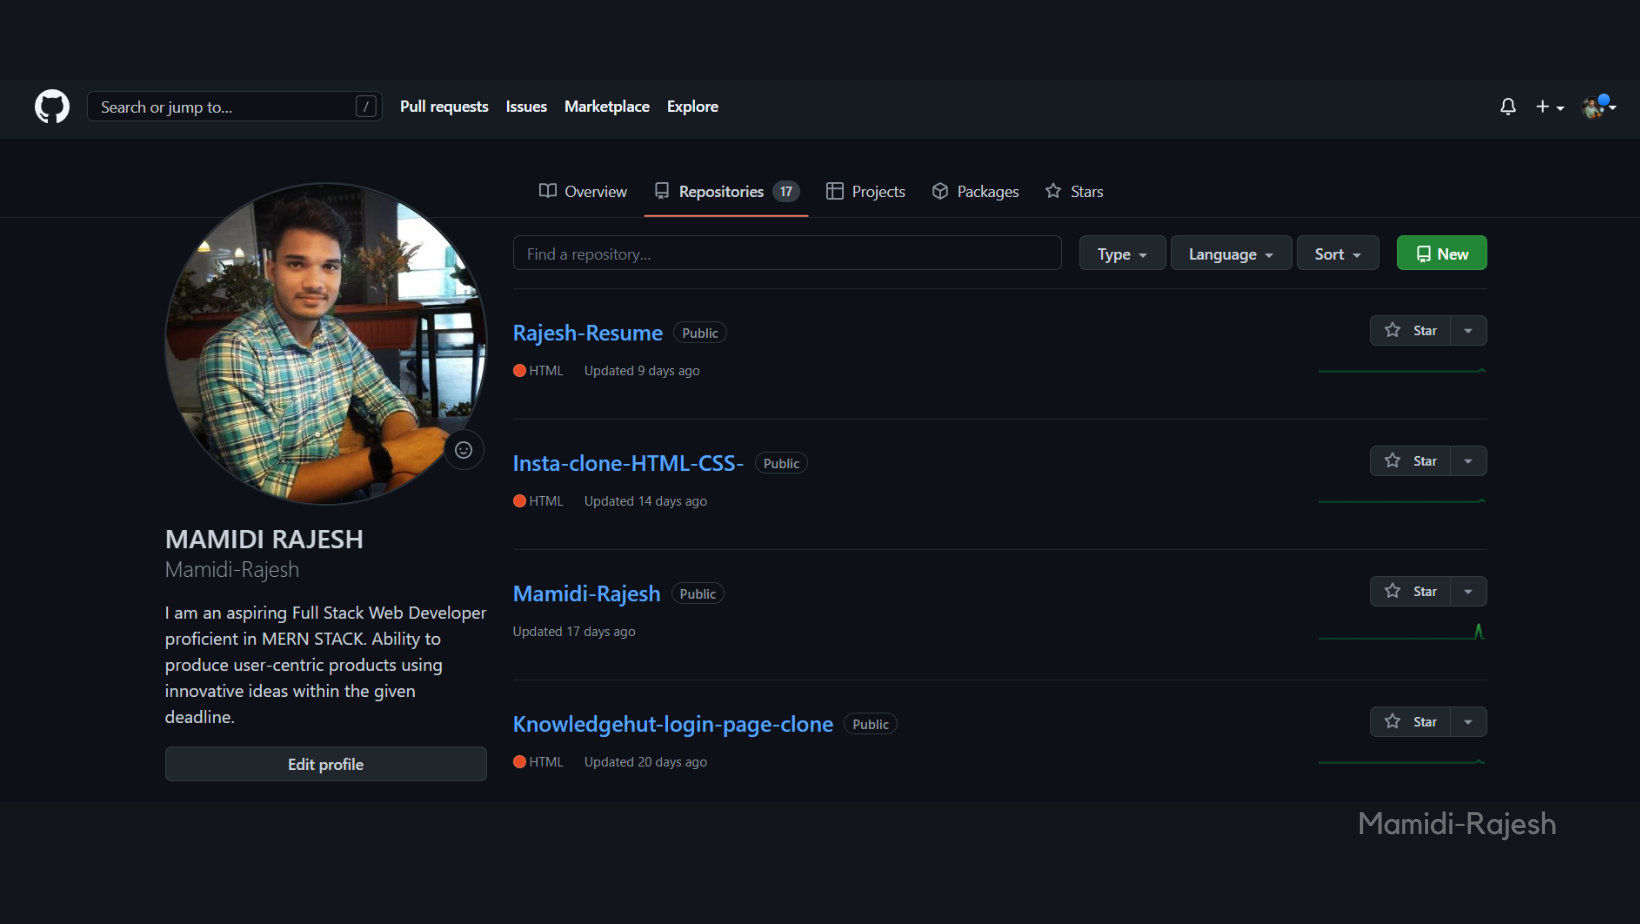 Search or jump to... /
Pull requests Issues Marketplace Explore
Overview Repositories 17 Projects Packages Stars
Find a repository... Type Language Sort New
Rajesh-Resume Public Star
HTML Updated 9 days ago
Insta-clone-HTML-CSS- Public Star
HTML Updated 14 days ago
Mamidi-Rajesh Public Star
Updated 17 days ago
Knowledgehut-login-page-clone Public Star
HTML Updated 20 days ago
MAMIDI RAJESH
Mamidi-Rajesh
I am an aspiring Full Stack Web Developer
proficient in MERN STACK. Ability to
produce user-centric products using
innovative ideas within the given
deadline.
Edit profile
Mamidi-Rajesh